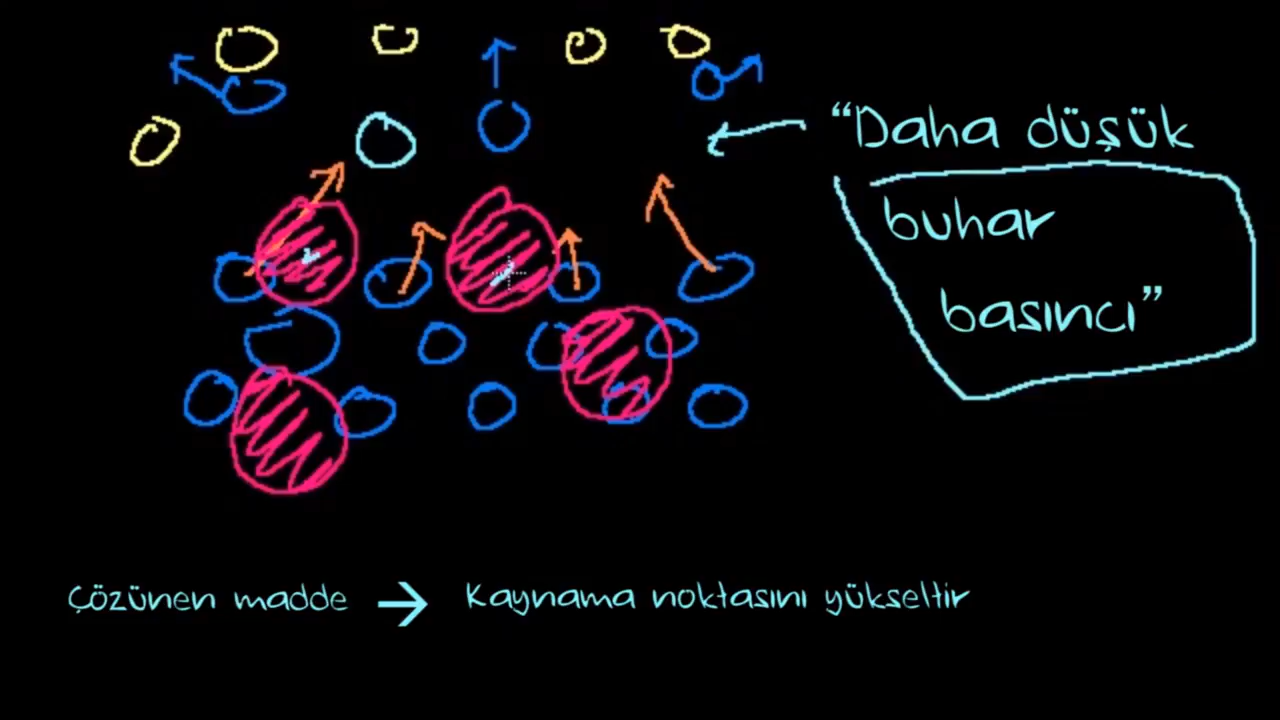 “Daha düşük
buhar
basıncı”
Çözünen madde → Kaynama noktasını yükseltir